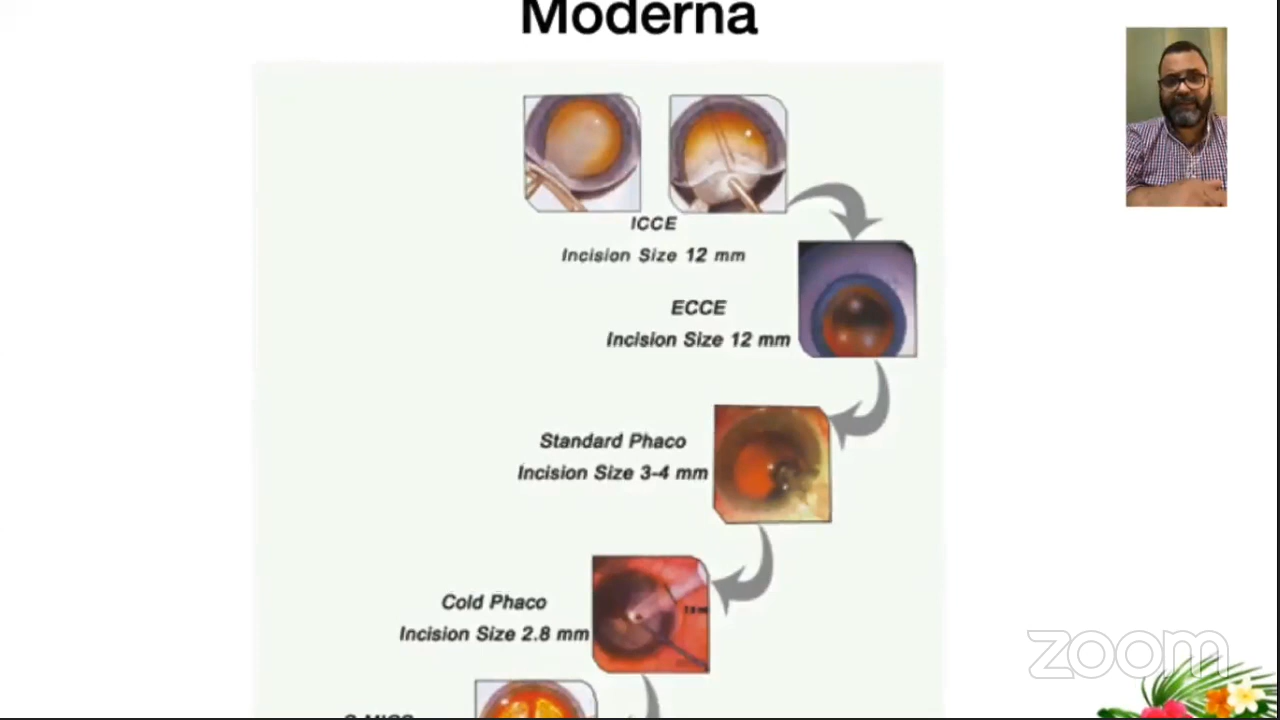 Moderna
ICCE
Incision Size 12 mm
ECCE
Incision Size 12 mm
Standard Phaco
Incision Size 3-4 mm
Cold Phaco
Incision Size 2.8 mm
zoom